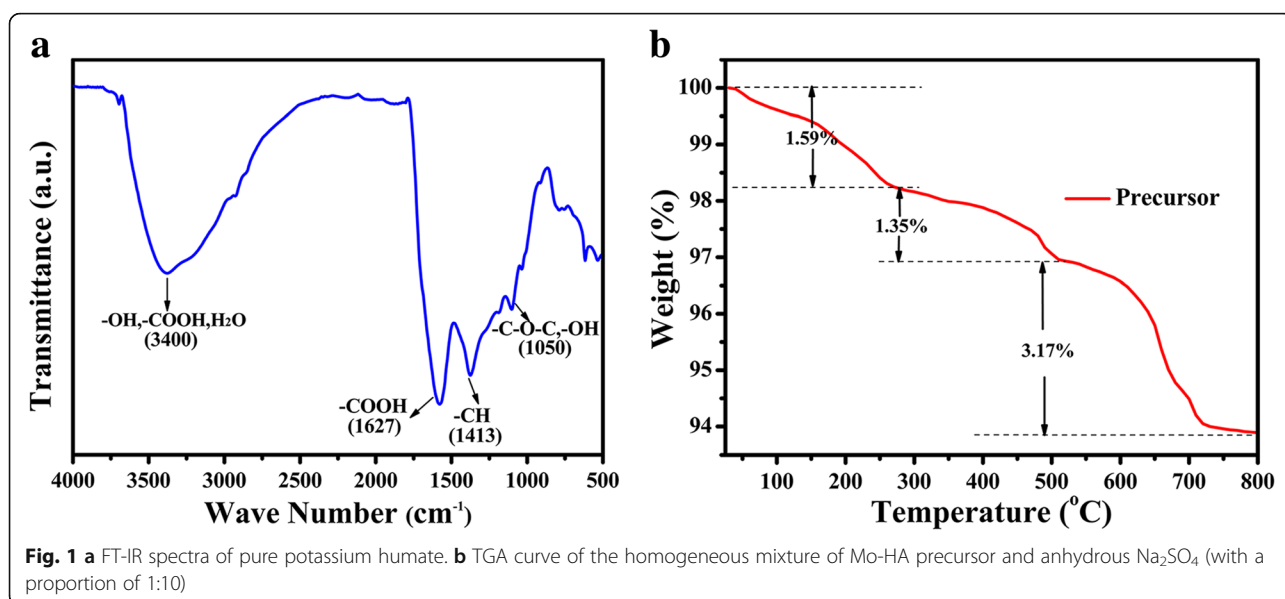 a
Transmittance (a.u.)
-OH,-COOH,H2O
(3400)
-COOH
(1627)
-CH
(1413)
-C-O-C,-OH
(1050)
4000 3500 3000 2500 2000 1500 1000 500
Wave Number (cm⁻¹)
b
Weight (%)
100
99
98
97
96
95
94
1.59%
1.35%
3.17%
Precursor
100 200 300 400 500 600 700 800
Temperature (°C)
Fig. 1 a FT-IR spectra of pure potassium humate. b TGA curve of the homogeneous mixture of Mo-HA precursor and anhydrous Na₂SO₄ (with a
proportion of 1:10)